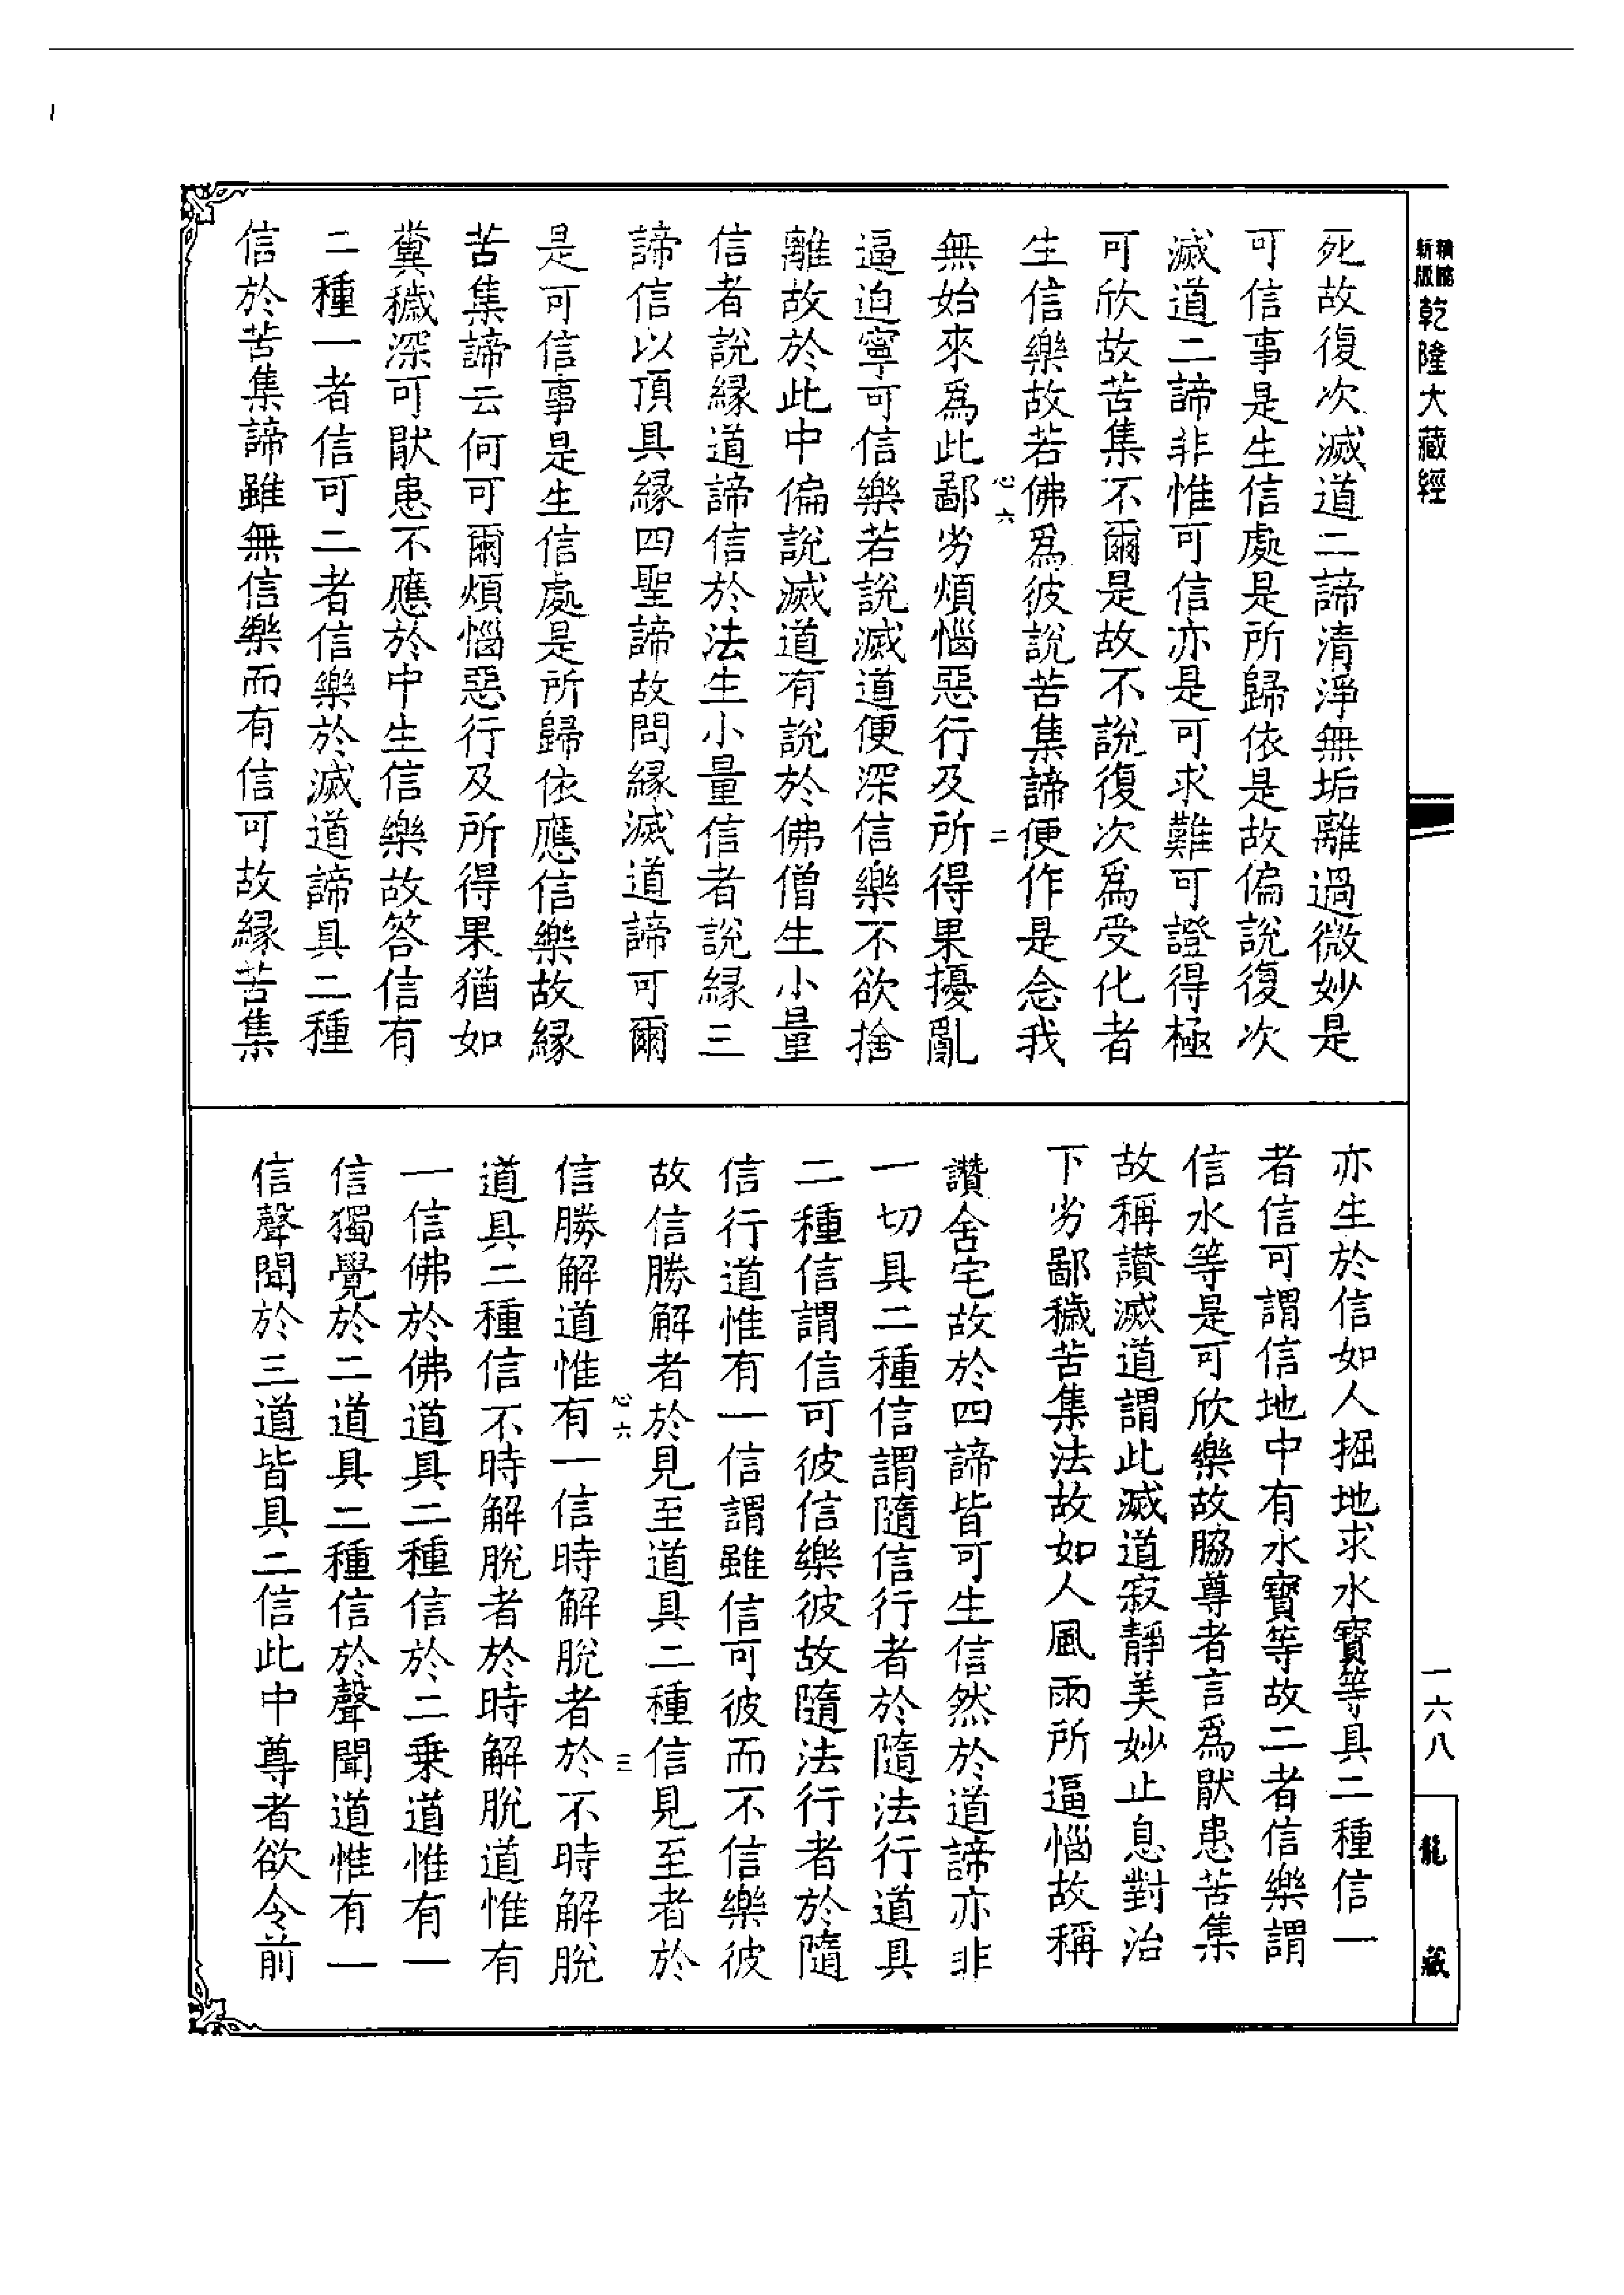 乾隆大藏經
死故復次滅道二諦清淨無垢離過微妙是
可信事是生信處是所歸依是故偏說復次
滅道二諦非惟可信亦是可求難可證得極
可欣故苦集不爾是故不說復次爲受化者
生信樂故若佛爲彼說苦集諦便作是念我
心六
二
無始來爲此鄙劣煩惱惡行及所得果擾亂
逼迫寧可信樂若說滅道便深信樂不欲捨
離故於此中偏說滅道有說於佛僧生小量
信者說緣道諦信於法生小量信者說緣三
諦信以頂具緣四聖諦故問緣滅道諦可爾
是可信事是生信處是所歸依應信樂故緣
苦集諦云何可爾煩惱惡行及所得果猶如
糞穢深可厭患不應於中生信樂故答信有
二種一者信可二者信樂於滅道諦具二種
信於苦集諦雖無信樂而有信可故緣苦集
亦生於信如人掘地求水寶等具二種信一
者信可謂信地中有水寶等故二者信樂謂
信水等是可欣樂故脇尊者言爲厭患苦集
故稱讚滅道謂此滅道寂靜美妙止息對治
下劣鄙穢苦集法故如人風雨所逼惱故稱
讚舍宅故於四諦皆可生信然於道諦亦非
一切具二種信謂隨信行者於隨法行道具
二種信謂信可彼信樂彼故隨法行者於隨
信行道惟有一信謂雖信可彼而不信樂彼
故信勝解者於見至道具二種信見至者於
心六
三
信勝解道惟有一信時解脫者於不時解脫
道具二種信不時解脫者於時解脫道惟有
一信佛於佛道具二種信於二乗道惟有一
信獨覺於二道具二種信於聲聞道惟有一
信聲聞於三道皆具二信此中尊者欲令前
一六八
龍藏